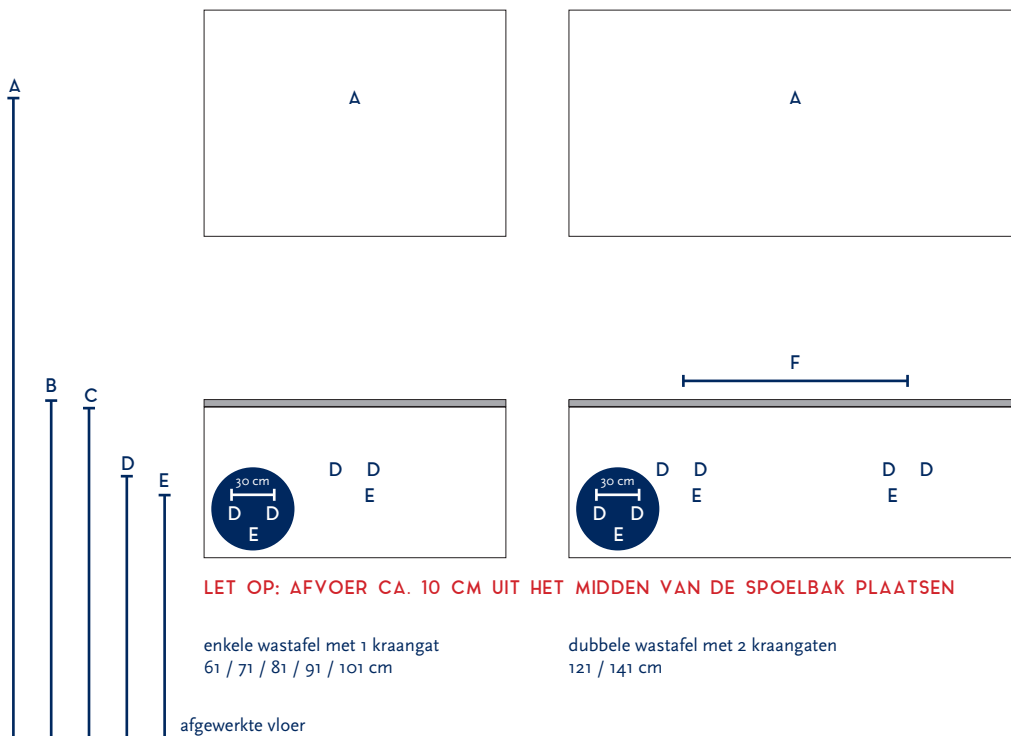 A
A
A
F
B
C
D
E
D D
E
30 cm
D D
E
D D
E
30 cm
D D
E
D D
E
LET OP: AFVOER CA. 10 CM UIT HET MIDDEN VAN DE SPOELBAK PLAATSEN
enkele wastafel met 1 kraangat
61 / 71 / 81 / 91 / 101 cm
dubbele wastafel met 2 kraangaten
121 / 141 cm
afgewerkte vloer